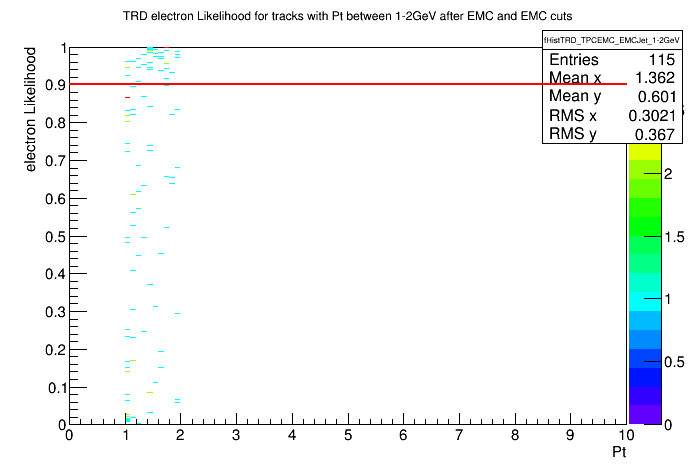 TRD electron Likelihood for tracks with Pt between 1-2GeV after EMC and EMC cuts
fHistTRD_TPCEMC_EMCJet_1-2GeV
Entries 115
Mean x 1.362
Mean y 0.601
RMS x 0.3021
RMS y 0.367
electron Likelihood
1
0.9
0.8
0.7
0.6
0.5
0.4
0.3
0.2
0.1
0
0 1 2 3 4 5 6 7 8 9 10
Pt
2
1.5
1
0.5
0